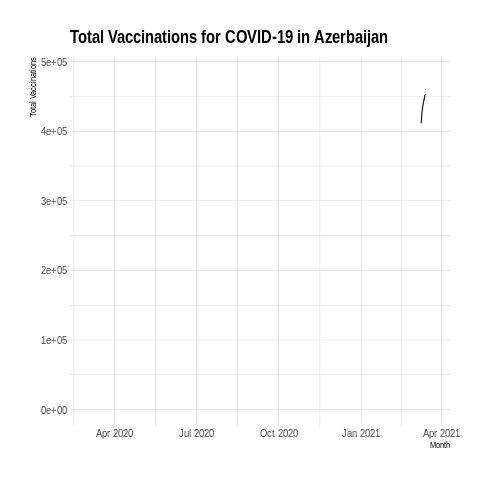 Total Vaccinations for COVID-19 in Azerbaijan
Total Vaccinations
5e+05
4e+05
3e+05
2e+05
1e+05
0e+00
Apr 2020 Jul 2020 Oct 2020 Jan 2021 Apr 2021
Month